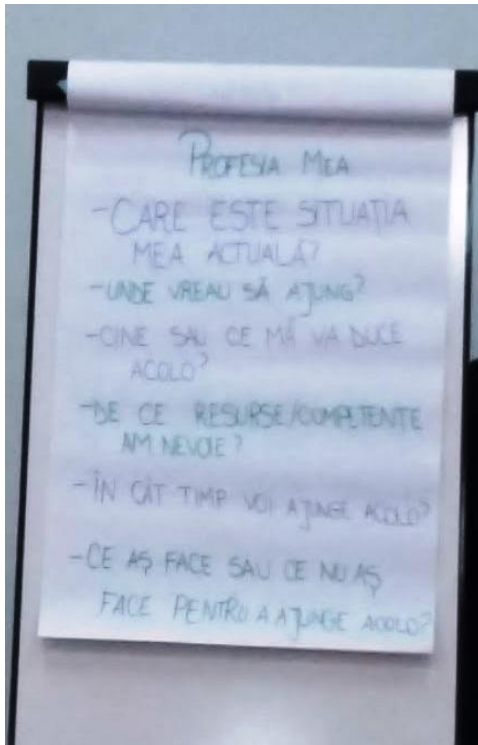 PROFESIA MEA
-CARE ESTE SITUAȚIA
MEA ACTUALĂ?
-UNDE VREAU SĂ AJUNG?
-CINE SAU CE MĂ VA DUCE
ACOLO?
-DE CE RESURSE/COMPETENTE
AM NEVOIE?
-ÎN CÂT TIMP VOI AJUNGE ACOLO?
-CE AȘ FACE SAU CE NU AȘ
FACE PENTRU A AJUNGE ACOLO?